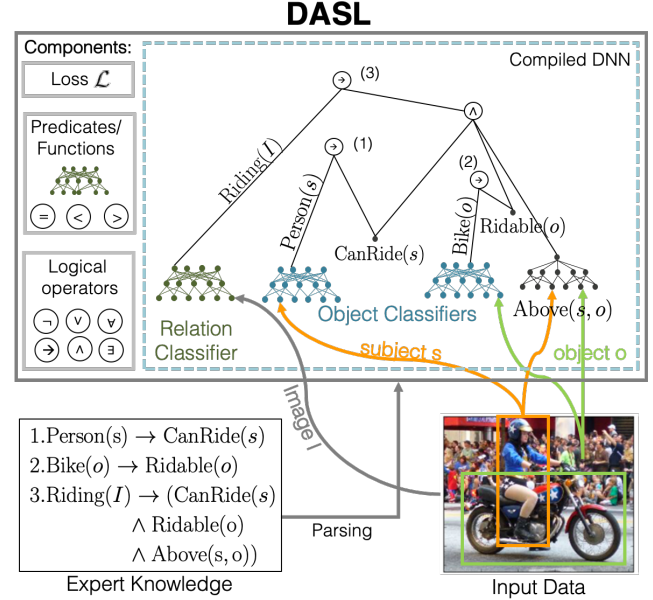 DASL
Components:
Loss ℒ
Predicates/
Functions
= < >
Logical
operators
¬ ∨ ∀
→ ∧ ∃
Compiled DNN
→ (3)
∧
→ (1)
(2)
→
Riding(I)
Person(s)
Bike(o)
Ridable(o)
CanRide(s)
Above(s, o)
Relation
Classifier
Object Classifiers
subject s
object o
Image I
1.Person(s) → CanRide(s)
2.Bike(o) → Ridable(o)
3.Riding(I) → (CanRide(s)
∧ Ridable(o)
∧ Above(s, o))
Parsing
Expert Knowledge
Input Data